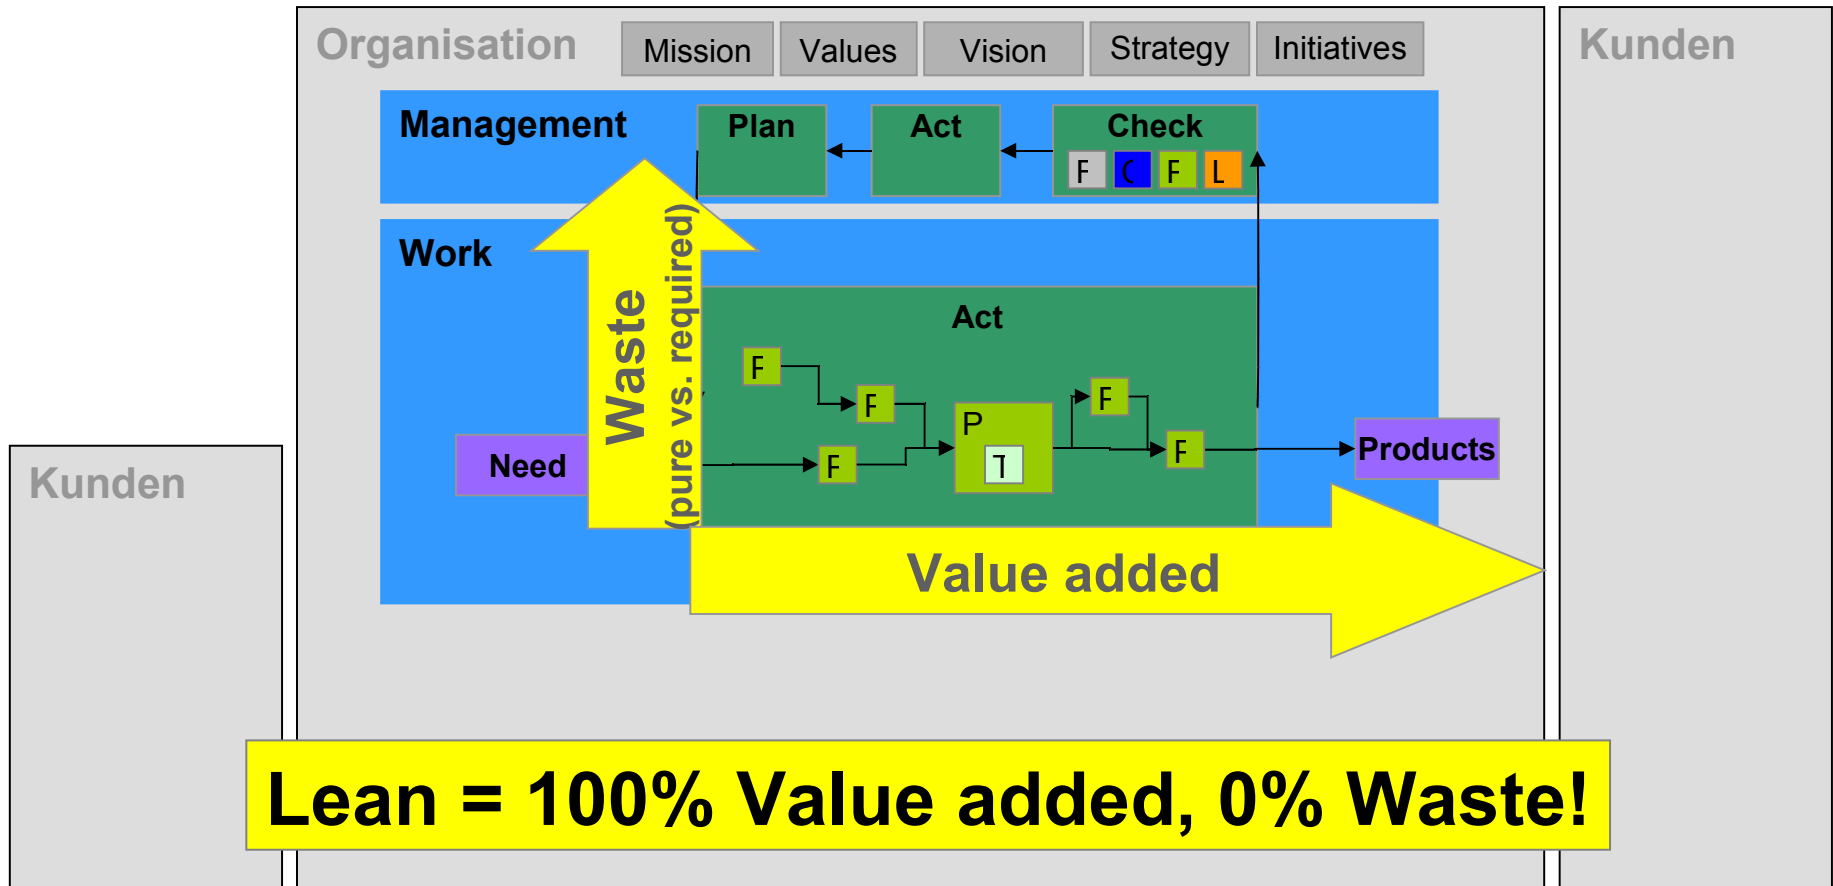 Organisation
Mission
Values
Vision
Strategy
Initiatives
Kunden
Management
Plan
Act
Check
F
L
Work
Waste
(pure vs. required)
Act
F
F
F
F
F
P
T
Need
Products
Kunden
Value added
Lean = 100% Value added, 0% Waste!